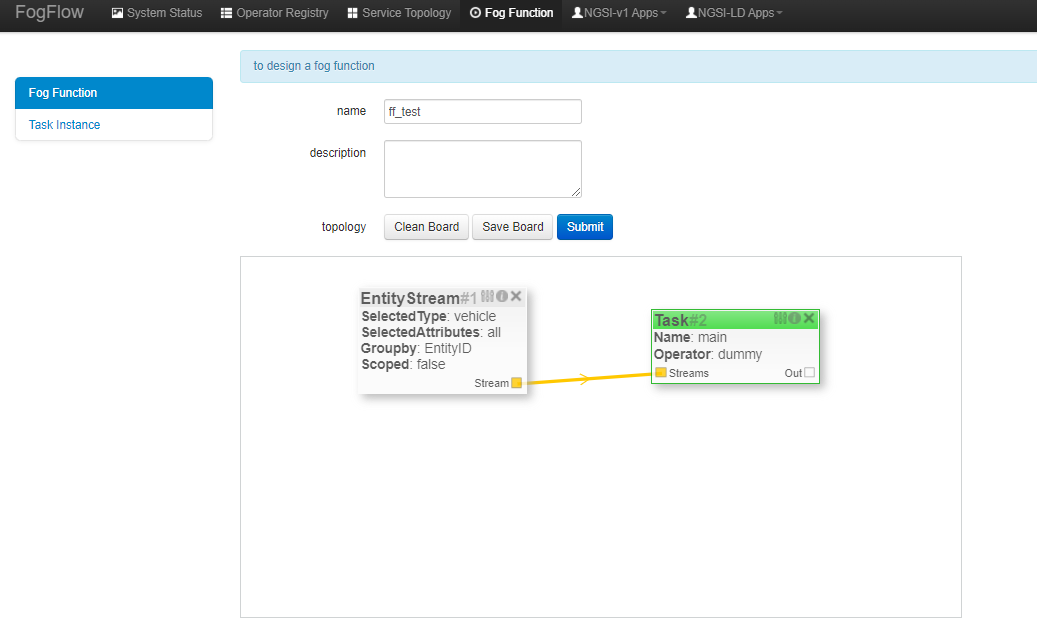 FogFlow System Status Operator Registry Service Topology Fog Function NGSI-v1 Apps NGSI-LD Apps
to design a fog function
Fog Function
Task Instance
name ff_test
description
topology Clean Board Save Board Submit
EntityStream#1
SelectedType: vehicle
SelectedAttributes: all
Groupby: EntityID
Scoped: false
Stream
Task#2
Name: main
Operator: dummy
Streams Out